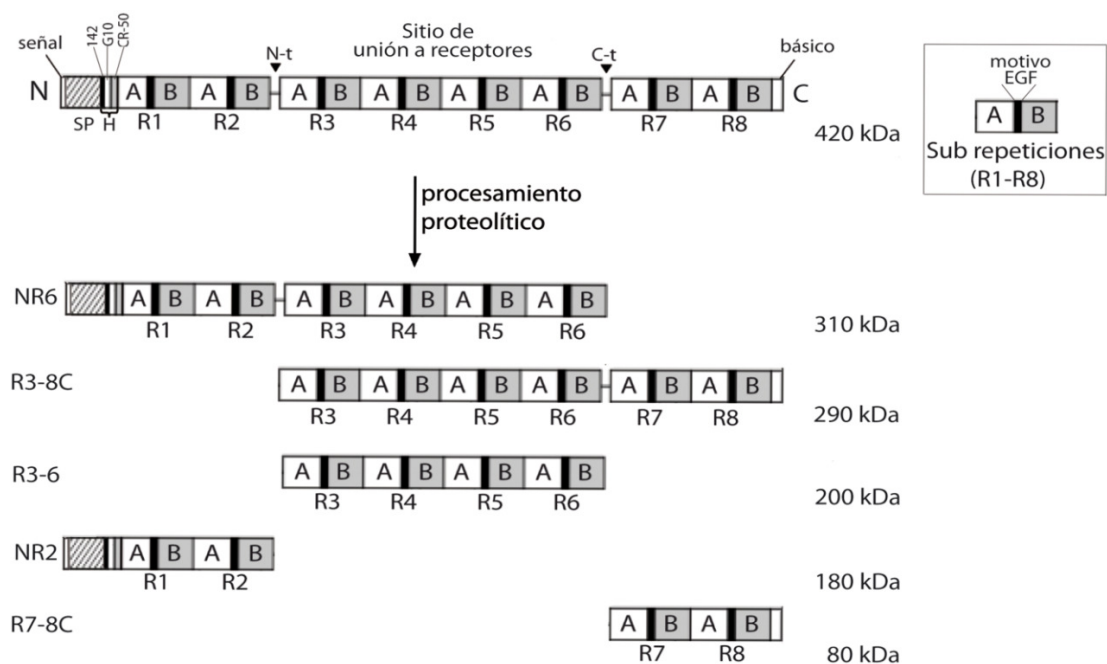 señal
142
G10
CR-50
N-t
Sitio de
unión a receptores
C-t
básico
N
A B A B A B A B A B A B A B A B
C
SP H R1 R2 R3 R4 R5 R6 R7 R8
420 kDa
motivo
EGF
A B
Sub repeticiones
(R1-R8)
procesamiento
proteolítico
NR6
A B A B A B A B A B A B
R1 R2 R3 R4 R5 R6
310 kDa
R3-8C
A B A B A B A B A B A B
R3 R4 R5 R6 R7 R8
290 kDa
R3-6
A B A B A B A B
R3 R4 R5 R6
200 kDa
NR2
A B A B
R1 R2
180 kDa
R7-8C
A B A B
R7 R8
80 kDa